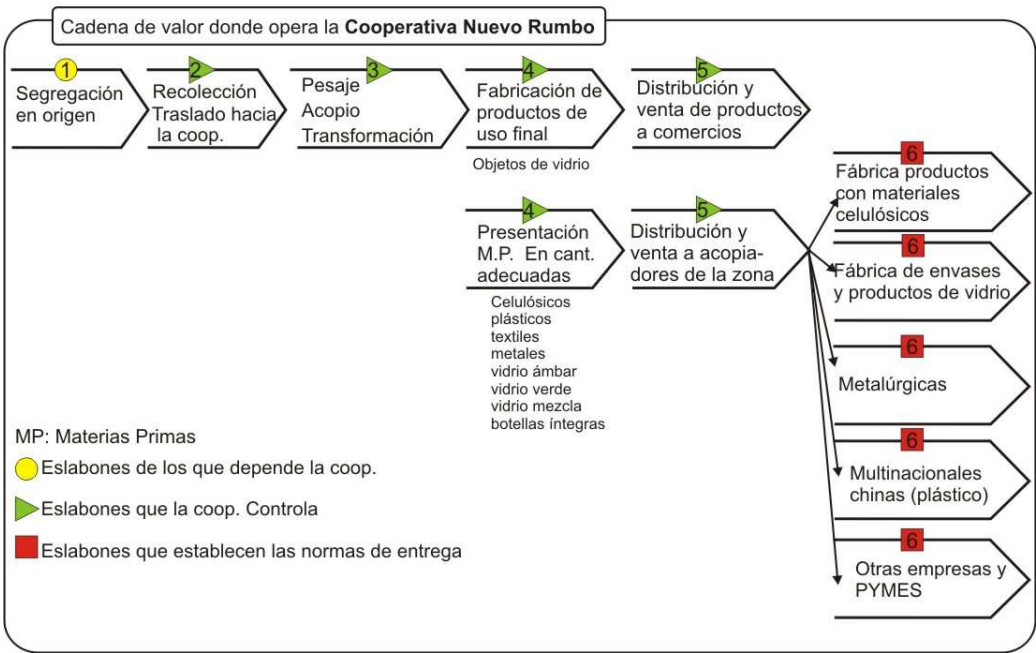 Cadena de valor donde opera la Cooperativa Nuevo Rumbo
1
Segregación
en origen
2
Recolección
Traslado hacia
la coop.
3
Pesaje
Acopio
Transformación
4
Fabricación de
productos de
uso final
Objetos de vidrio
5
Distribución y
venta de productos
a comercios
4
Presentación
M.P. En cant.
adecuadas
Celulósicos
plásticos
textiles
metales
vidrio ámbar
vidrio verde
vidrio mezcla
botellas íntegras
5
Distribución y
venta a acopia-
dores de la zona
6
Fábrica productos
con materiales
celulósicos
6
Fábrica de envases
y productos de vidrio
6
Metalúrgicas
6
Multinacionales
chinas (plástico)
6
Otras empresas y
PYMES
MP: Materias Primas
Eslabones de los que depende la coop.
Eslabones que la coop. Controla
Eslabones que establecen las normas de entrega